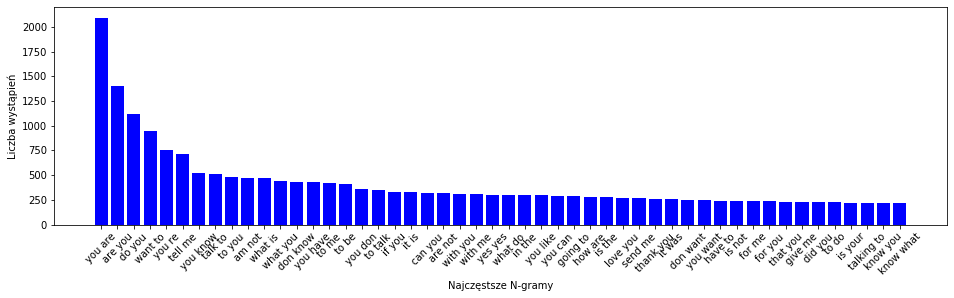 Liczba wystąpień
2000
1750
1500
1250
1000
750
500
250
0
you are
are you
do you
want to
you re
tell me
you know
talk to
to you
am not
what is
what you
don know
you have
to me
to be
you don
to talk
if you
it is
can you
are not
with you
with me
yes yes
what do
in the
you like
you can
going to
how are
is the
love you
send me
thank you
it was
don want
you want
have to
is not
for me
for you
that you
give me
did you
to do
is your
talking to
know you
know what
Najczęstsze N-gramy